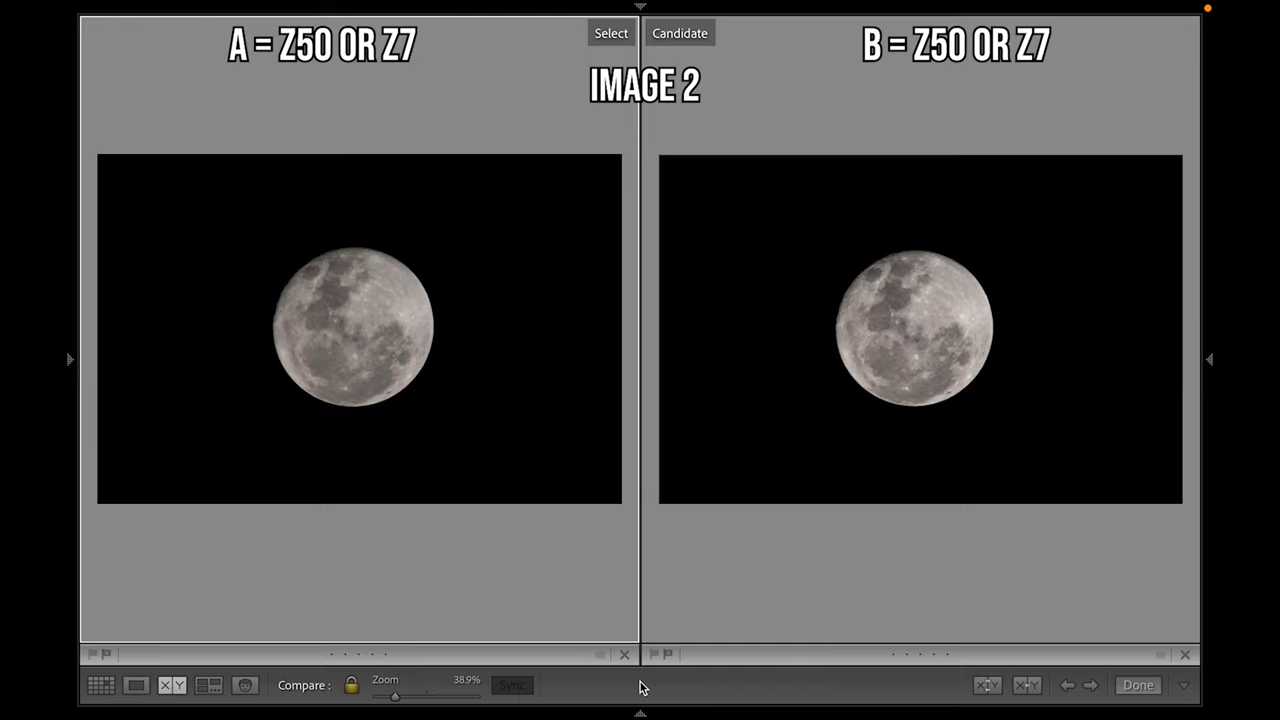 A = Z50 OR Z7
Select
Candidate
B = Z50 OR Z7
IMAGE 2
Compare :
Zoom
38.9%
Sync
Done